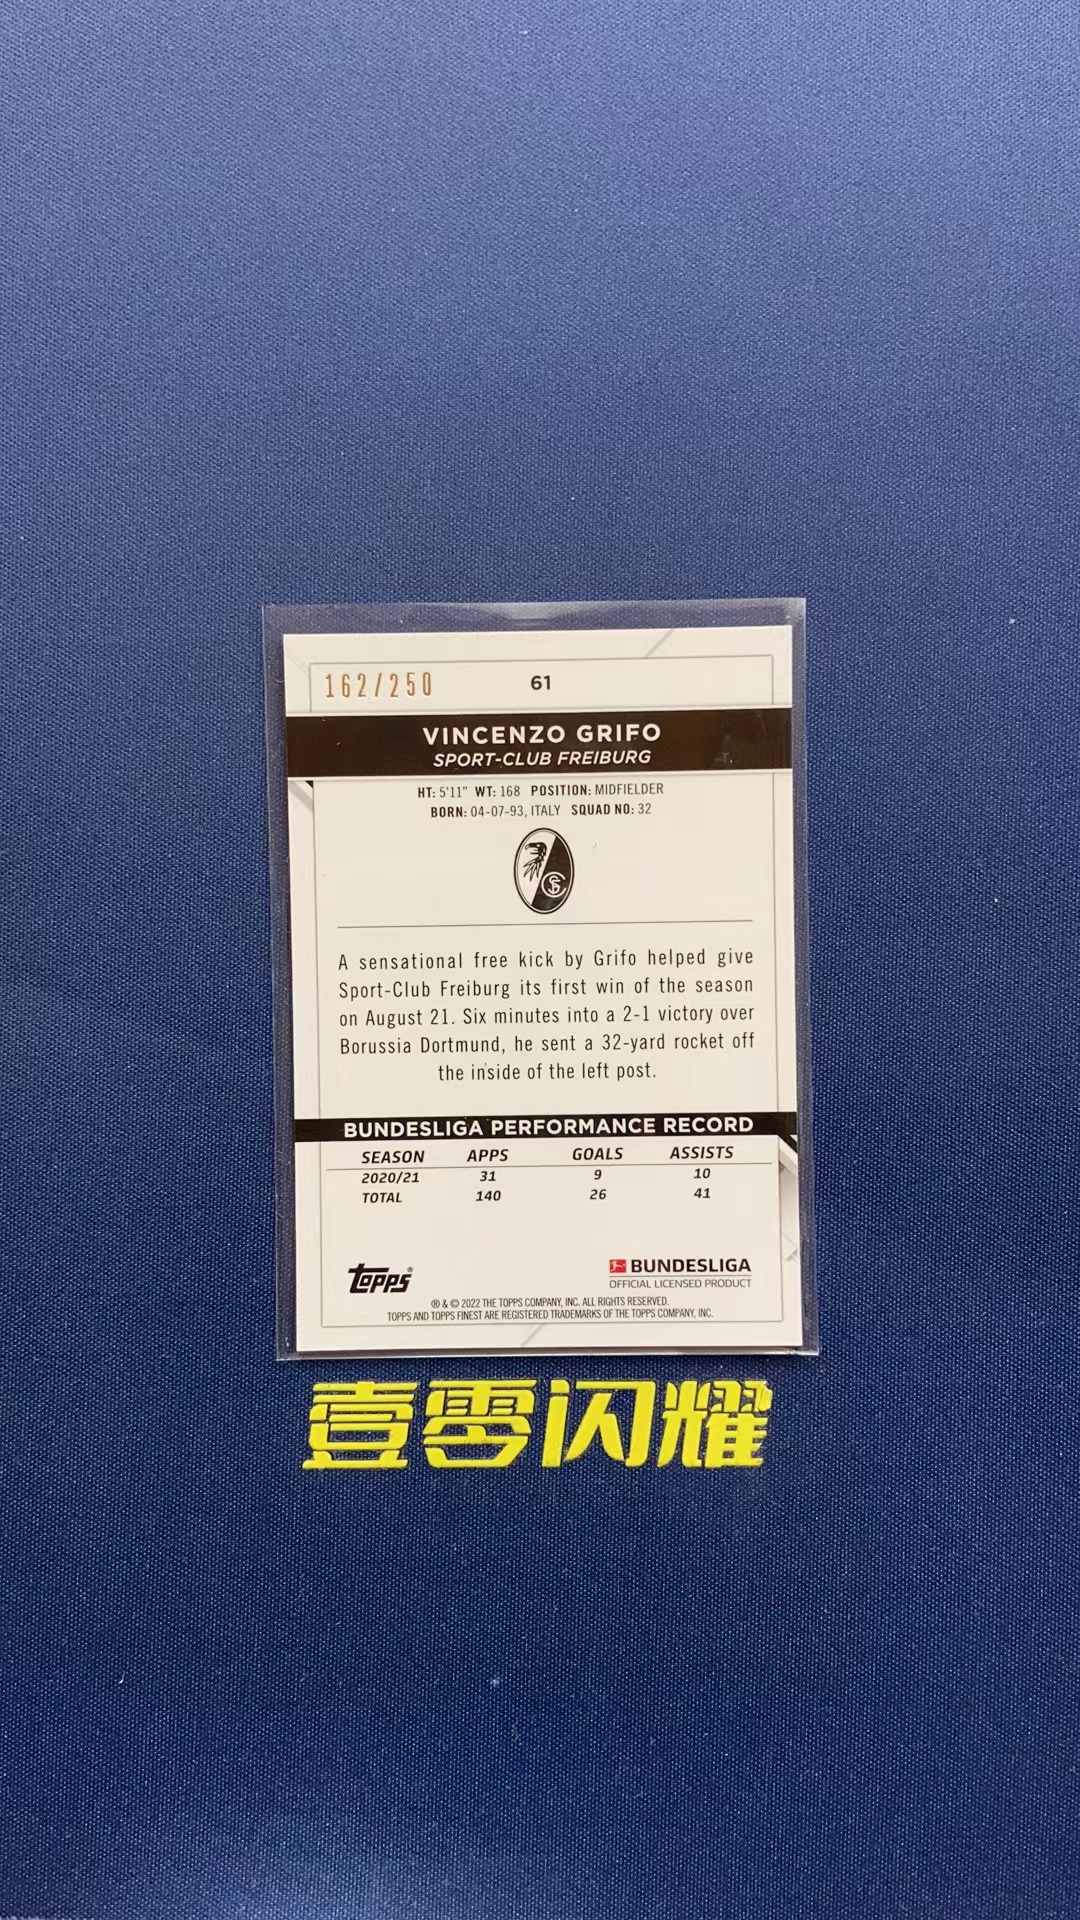 162/250 61
VINCENZO GRIFO
SPORT-CLUB FREIBURG
HT: 5'11" WT: 168 POSITION: MIDFIELDER
BORN: 04-07-93, ITALY SQUAD NO: 32
A sensational free kick by Grifo helped give
Sport-Club Freiburg its first win of the season
on August 21. Six minutes into a 2-1 victory over
Borussia Dortmund, he sent a 32-yard rocket off
the inside of the left post.
BUNDESLIGA PERFORMANCE RECORD
SEASON APPS GOALS ASSISTS
2020/21 31 9 10
TOTAL 140 26 41
topps®
BUNDESLIGA
OFFICIAL LICENSED PRODUCT
® & © 2022 THE TOPPS COMPANY, INC. ALL RIGHTS RESERVED.
TOPPS AND TOPPS FINEST ARE REGISTERED TRADEMARKS OF THE TOPPS COMPANY, INC.
壹零闪耀